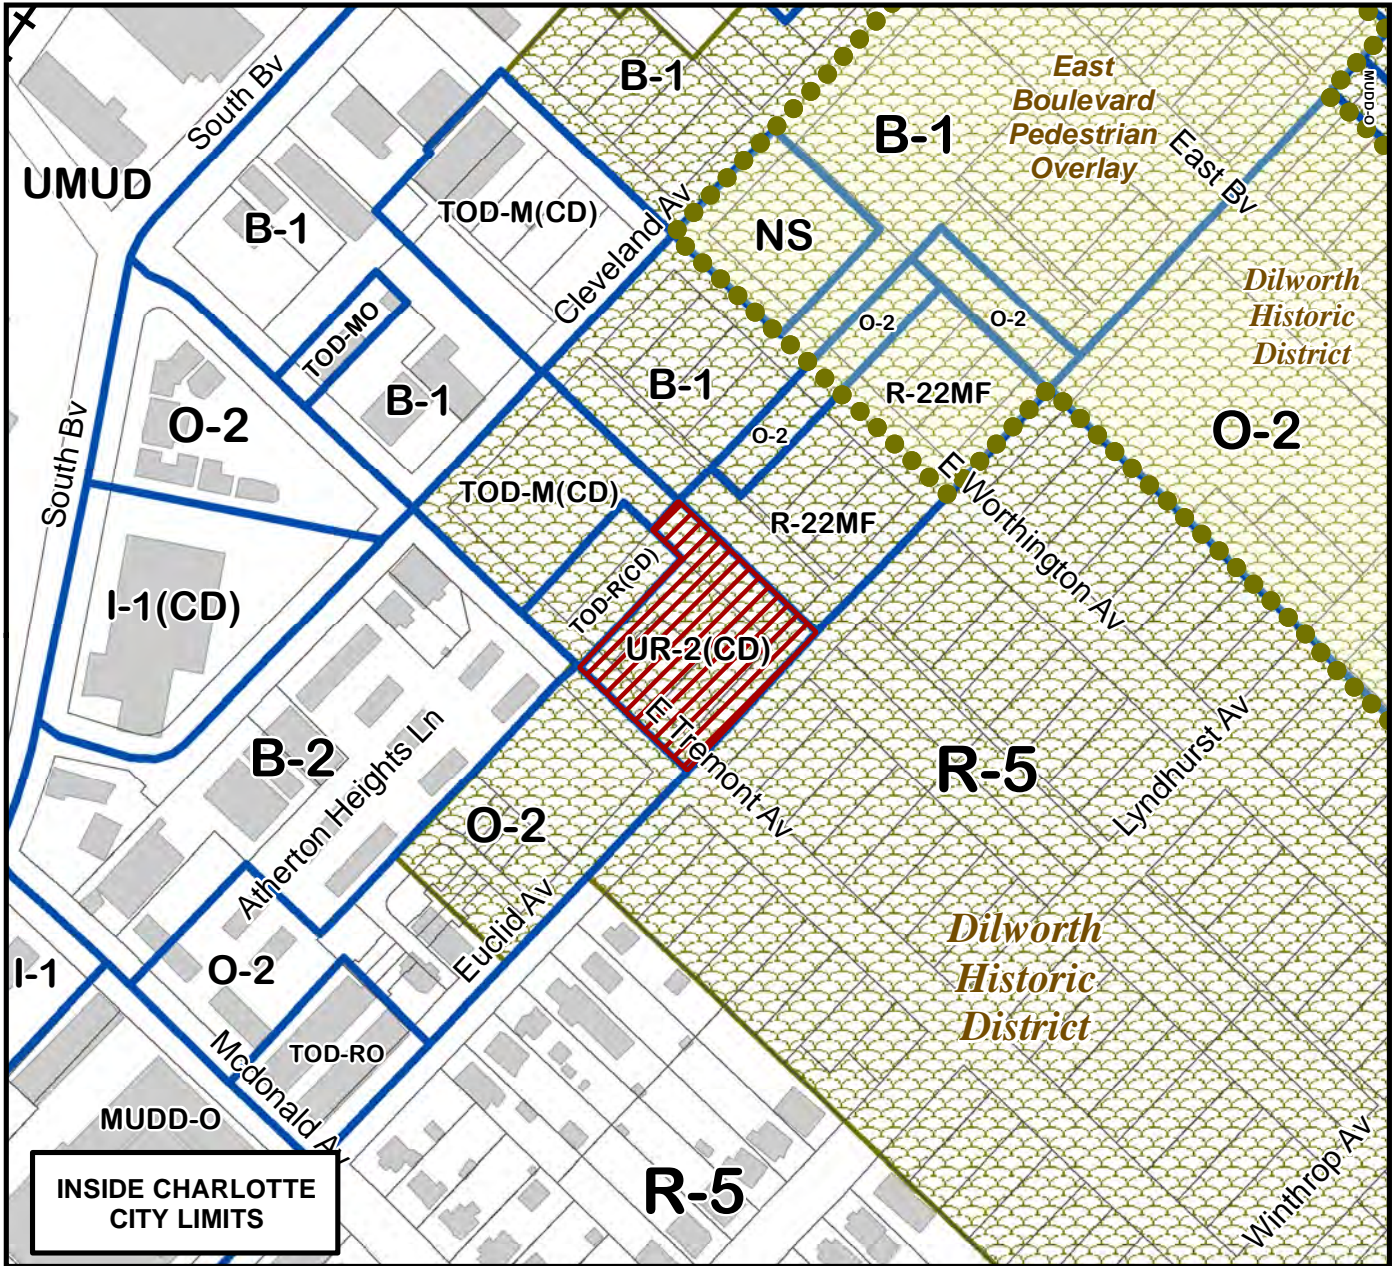 B-1
East
Boulevard
Pedestrian
Overlay
B-1
MUDD-O
South Bv
UMUD
B-1
TOD-M(CD)
Cleveland Av
NS
East Bv
Dilworth
Historic
District
TOD-MO
B-1
O-2
O-2
O-2
B-1
R-22MF
O-2
O-2
South Bv
TOD-M(CD)
R-22MF
E Worthington Av
I-1(CD)
TOD-R(CD)
UR-2(CD)
E Tremont Av
B-2
Atherton Heights Ln
R-5
Lyndhurst Av
O-2
Euclid Av
Dilworth
Historic
District
I-1
O-2
TOD-RO
Mcdonald Av
MUDD-O
R-5
Winthrop Av
INSIDE CHARLOTTE
CITY LIMITS